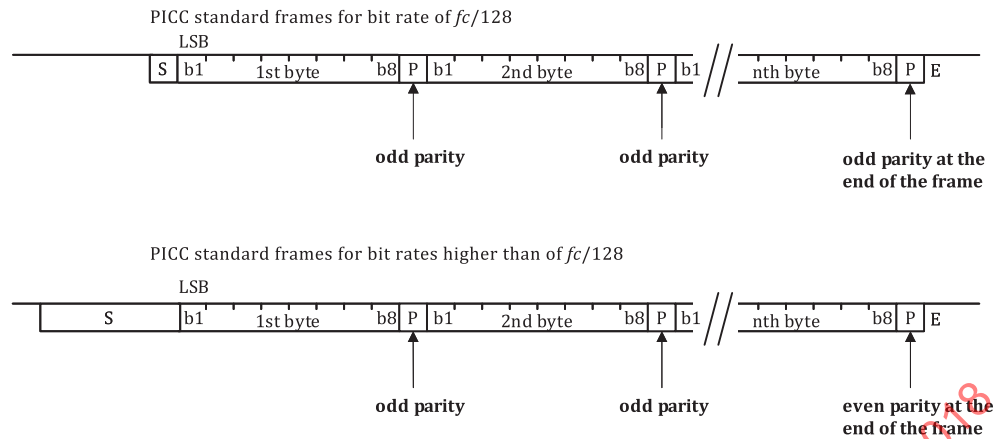 PICC standard frames for bit rate of fc/128
LSB
S b1 1st byte b8 P b1 2nd byte b8 P b1 nth byte b8 P E
odd parity odd parity odd parity at the
end of the frame
PICC standard frames for bit rates higher than of fc/128
LSB
S b1 1st byte b8 P b1 2nd byte b8 P b1 nth byte b8 P E
odd parity odd parity even parity at the
end of the frame
018